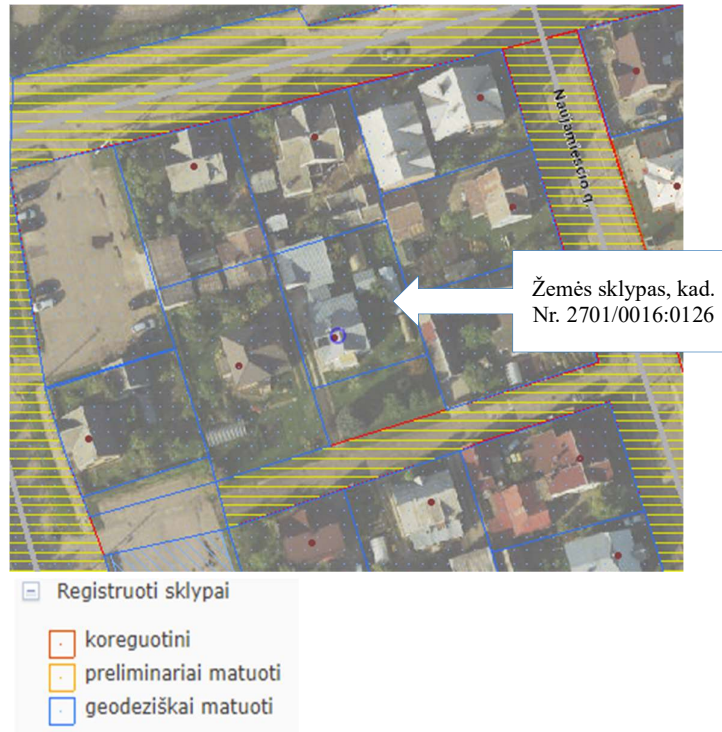 Naujamiesčio g.
Žemės sklypas, kad.
Nr. 2701/0016:0126
Registruoti sklypai
koreguotini
preliminariai matuoti
geodeziškai matuoti